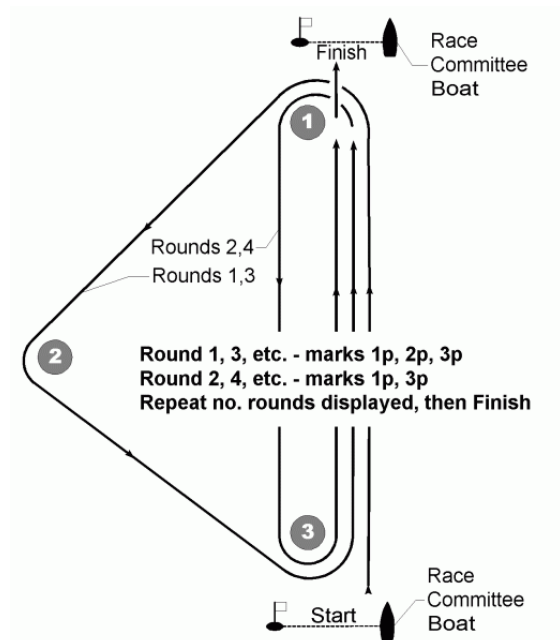 Finish
Race
Committee
Boat
1
Rounds 2,4
Rounds 1,3
2
Round 1, 3, etc. - marks 1p, 2p, 3p
Round 2, 4, etc. - marks 1p, 3p
Repeat no. rounds displayed, then Finish
3
Start
Race
Committee
Boat